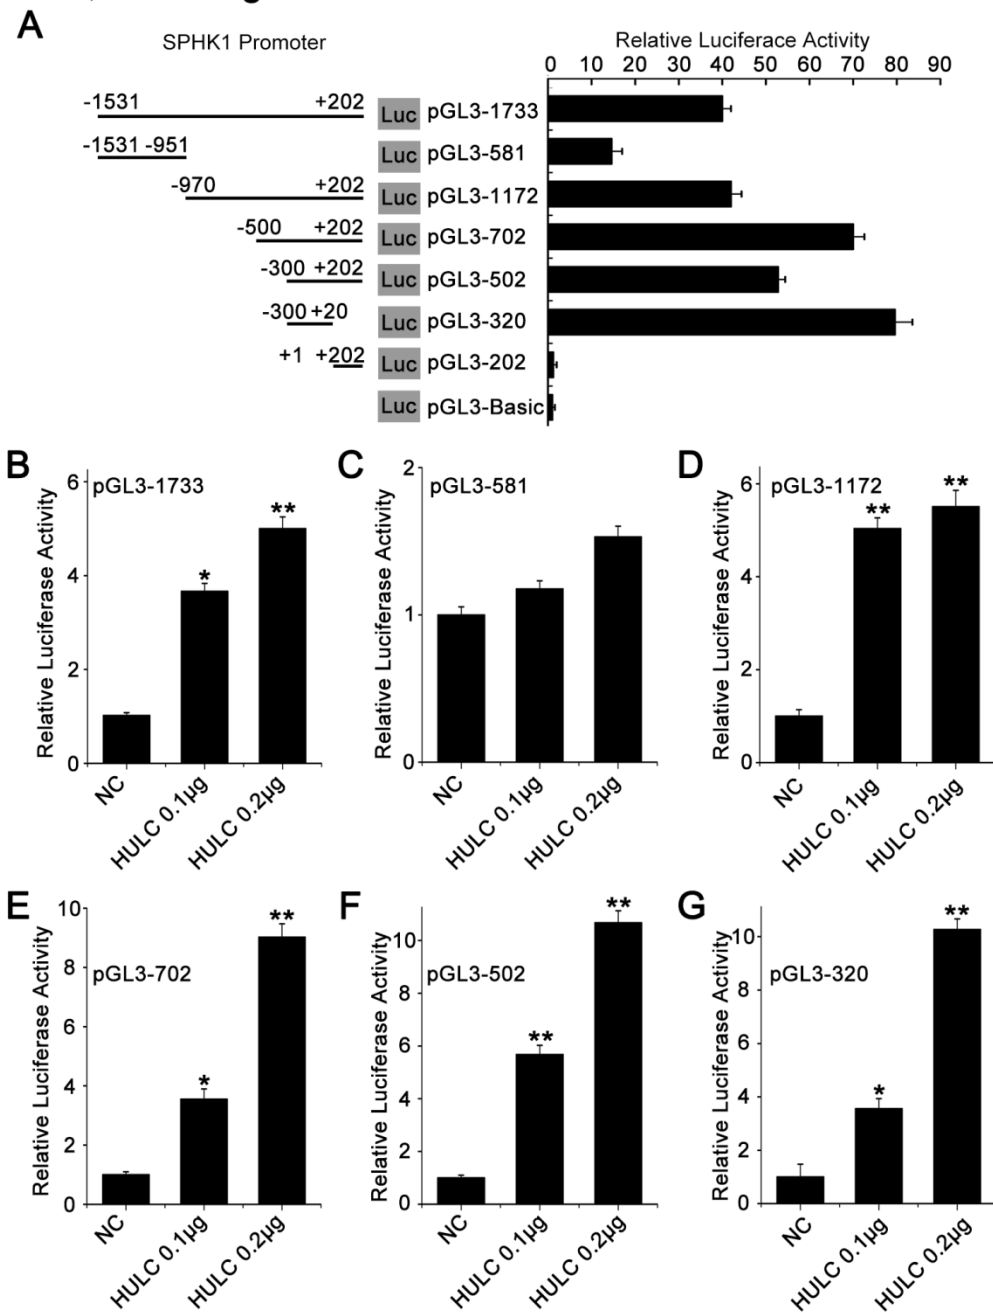 A
SPHK1 Promoter
Relative Luciferace Activity
0 10 20 30 40 50 60 70 80 90
-1531 +202 Luc pGL3-1733
-1531 -951 Luc pGL3-581
-970 +202 Luc pGL3-1172
-500 +202 Luc pGL3-702
-300 +202 Luc pGL3-502
-300 +20 Luc pGL3-320
+1 +202 Luc pGL3-202
Luc pGL3-Basic
B
pGL3-1733
Relative Luciferase Activity
6
4
2
0
*
**
NC
HULC 0.1µg
HULC 0.2µg
C
pGL3-581
Relative Luciferase Activity
2
1
0
NC
HULC 0.1µg
HULC 0.2µg
D
pGL3-1172
Relative Luciferase Activity
6
4
2
0
**
**
NC
HULC 0.1µg
HULC 0.2µg
E
pGL3-702
Relative Luciferase Activity
10
8
6
4
2
0
*
**
NC
HULC 0.1µg
HULC 0.2µg
F
pGL3-502
Relative Luciferase Activity
10
8
6
4
2
0
**
**
NC
HULC 0.1µg
HULC 0.2µg
G
pGL3-320
Relative Luciferase Activity
10
8
6
4
2
0
*
**
NC
HULC 0.1µg
HULC 0.2µg